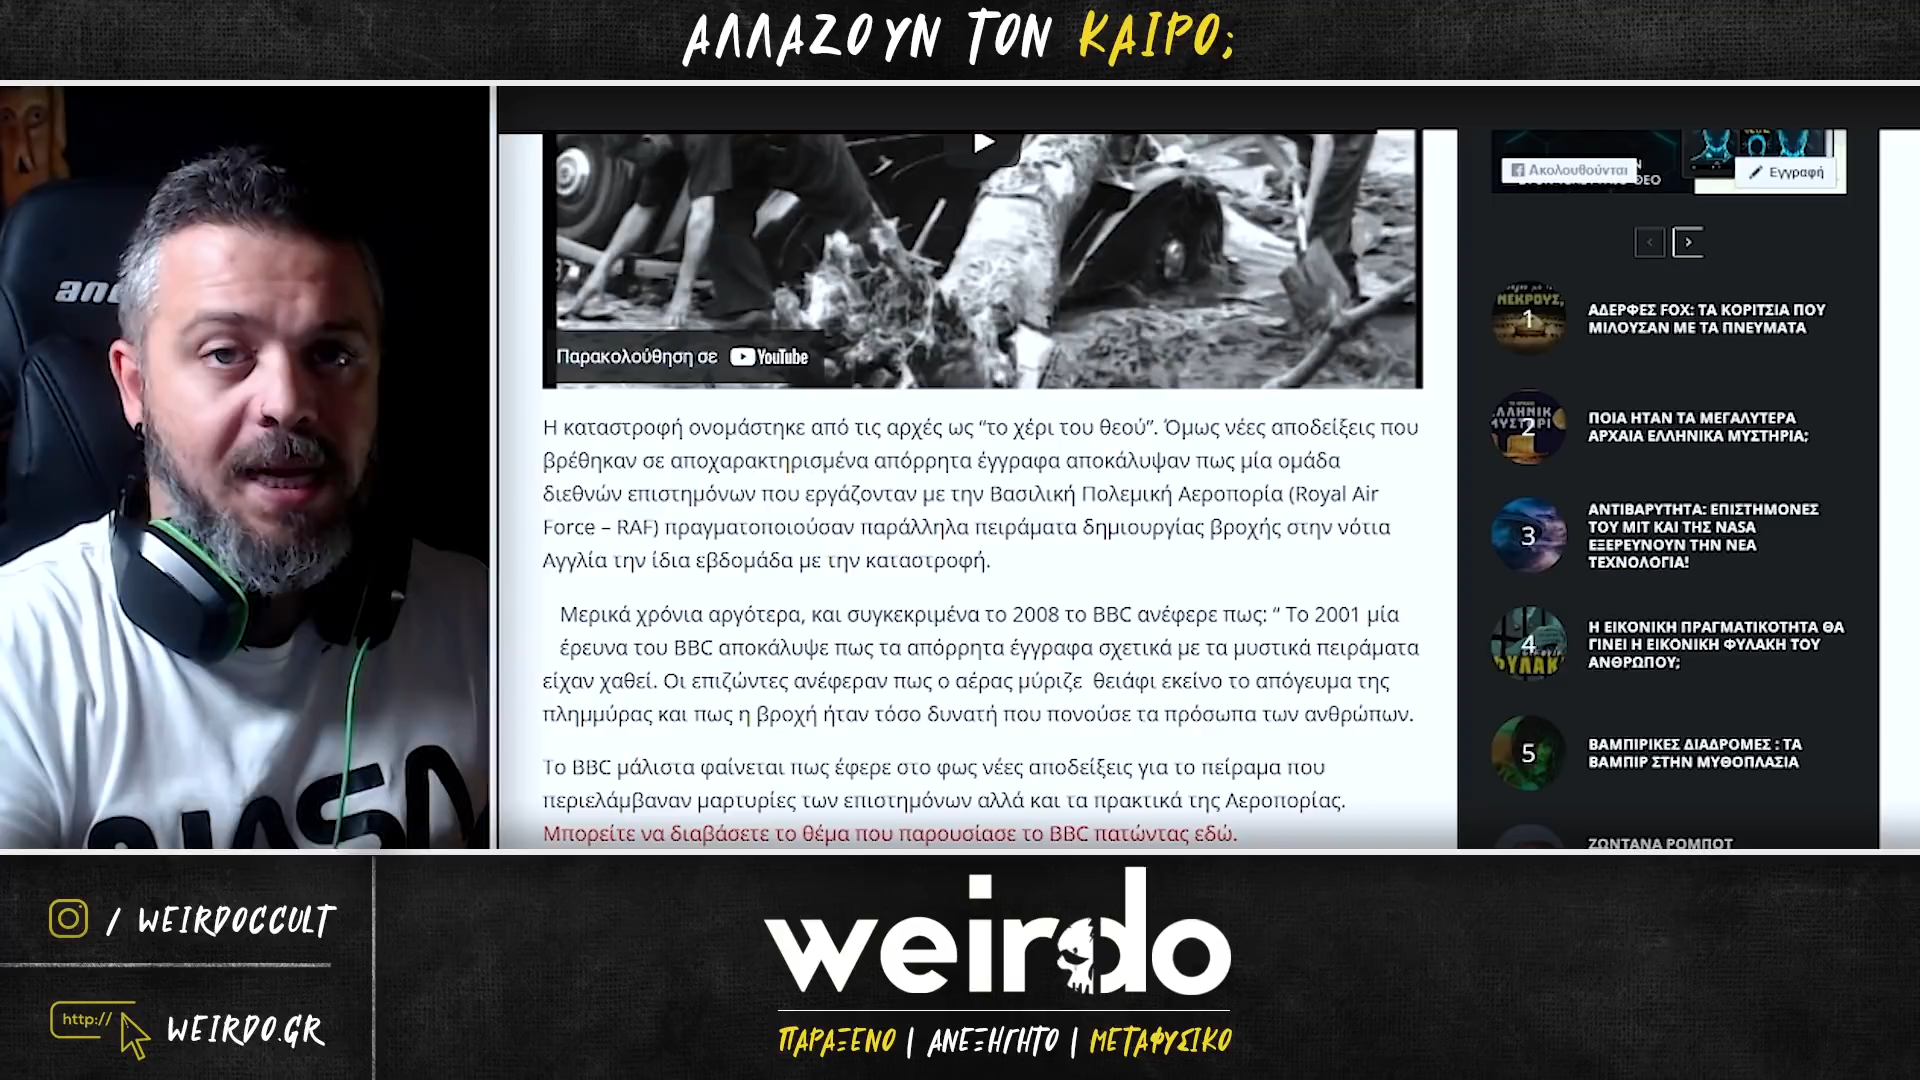 ΑΛΛΑΖΟΥΝ ΤΟΝ ΚΑΙΡΟ;
Παρακολούθηση σε YouTube
Η καταστροφή ονομάστηκε από τις αρχές ως “το χέρι του θεού”. Όμως νέες αποδείξεις που
βρέθηκαν σε αποχαρακτηρισμένα απόρρητα έγγραφα αποκάλυψαν πως μία ομάδα
διεθνών επιστημόνων που εργάζονταν με την Βασιλική Πολεμική Αεροπορία (Royal Air
Force – RAF) πραγματοποιούσαν παράλληλα πειράματα δημιουργίας βροχής στην νότια
Αγγλία την ίδια εβδομάδα με την καταστροφή.
Μερικά χρόνια αργότερα, και συγκεκριμένα το 2008 το BBC ανέφερε πως: “ Το 2001 μία
έρευνα του BBC αποκάλυψε πως τα απόρρητα έγγραφα σχετικά με τα μυστικά πειράματα
είχαν χαθεί. Οι επιζώντες ανέφεραν πως ο αέρας μύριζε θειάφι εκείνο το απόγευμα της
πλημμύρας και πως η βροχή ήταν τόσο δυνατή που πονούσε τα πρόσωπα των ανθρώπων.
Το BBC μάλιστα φαίνεται πως έφερε στο φως νέες αποδείξεις για το πείραμα που
περιελάμβαναν μαρτυρίες των επιστημόνων αλλά και τα πρακτικά της Αεροπορίας.
Μπορείτε να διαβάσετε το θέμα που παρουσίασε το BBC πατώντας εδώ.
Ακολουθούνται
Εγγραφή
1
ΑΔΕΡΦΕΣ FOX: ΤΑ ΚΟΡΙΤΣΙΑ ΠΟΥ
ΜΙΛΟΥΣΑΝ ΜΕ ΤΑ ΠΝΕΥΜΑΤΑ
2
ΠΟΙΑ ΗΤΑΝ ΤΑ ΜΕΓΑΛΥΤΕΡΑ
ΑΡΧΑΙΑ ΕΛΛΗΝΙΚΑ ΜΥΣΤΗΡΙΑ;
3
ΑΝΤΙΒΑΡΥΤΗΤΑ: ΕΠΙΣΤΗΜΟΝΕΣ
ΤΟΥ MIT ΚΑΙ ΤΗΣ NASA
ΕΞΕΡΕΥΝΟΥΝ ΤΗΝ ΝΕΑ
ΤΕΧΝΟΛΟΓΙΑ!
4
Η ΕΙΚΟΝΙΚΗ ΠΡΑΓΜΑΤΙΚΟΤΗΤΑ ΘΑ
ΓΙΝΕΙ Η ΕΙΚΟΝΙΚΗ ΦΥΛΑΚΗ ΤΟΥ
ΑΝΘΡΩΠΟΥ;
5
ΒΑΜΠΙΡΙΚΕΣ ΔΙΑΔΡΟΜΕΣ : ΤΑ
ΒΑΜΠΙΡ ΣΤΗΝ ΜΥΘΟΠΛΑΣΙΑ
ΖΩΝΤΑΝΑ ΡΟΜΠΟΤ
NASA
/ WEIRDOCCULT
http://
WEIRDO.GR
weirdo
ΠΑΡΑΞΕΝΟ | ΑΝΕΞΗΓΗΤΟ | ΜΕΤΑΦΥΣΙΚΟ